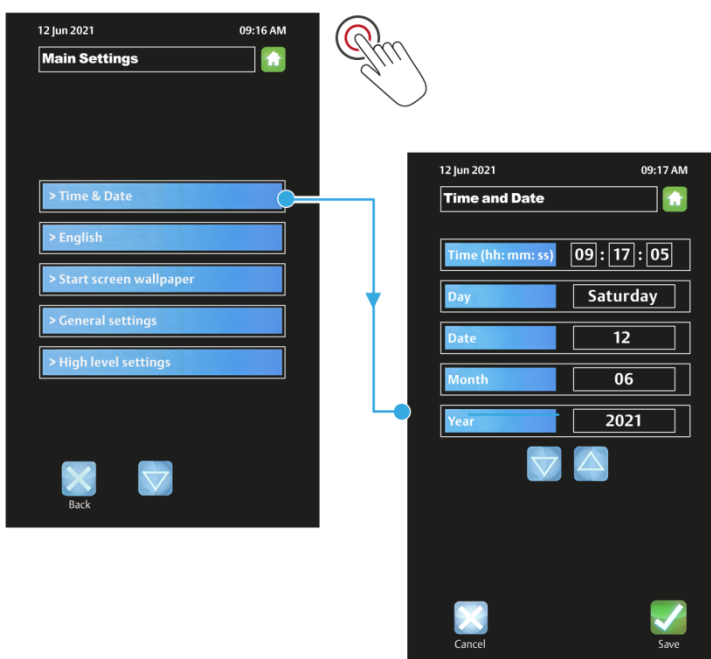 12 Jun 2021 09:16 AM
Main Settings
> Time & Date
> English
> Start screen wallpaper
> General settings
> High level settings
Back
12 Jun 2021 09:17 AM
Time and Date
Time (hh: mm: ss) 09 : 17 : 05
Day Saturday
Date 12
Month 06
Year 2021
Cancel Save